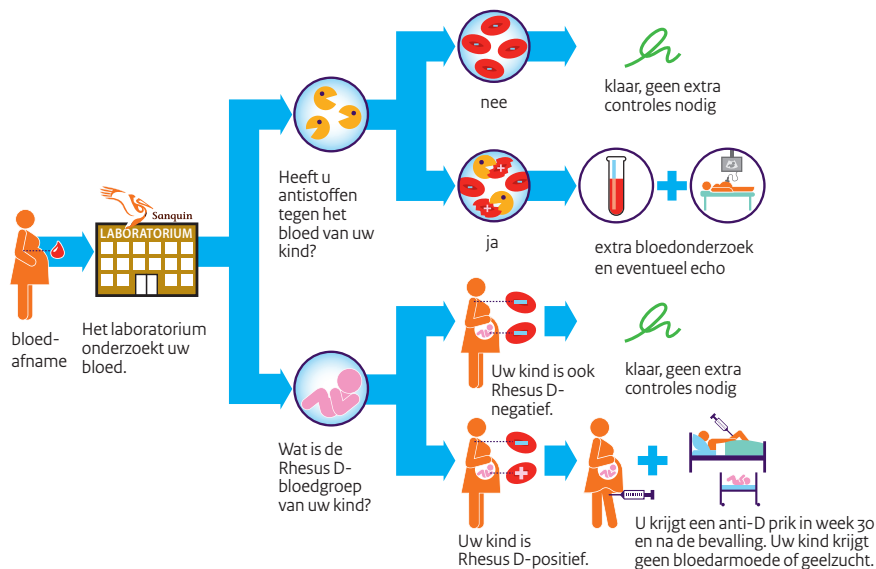 Sanquin
LABORATORIUM
bloed-
afname
Het laboratorium
onderzoekt uw
bloed.
Heeft u
antistoffen
tegen het
bloed van uw
kind?
nee
klaar, geen extra
controles nodig
ja
extra bloedonderzoek
en eventueel echo
Wat is de
Rhesus D-
bloedgroep
van uw kind?
Uw kind is ook
Rhesus D-
negatief.
klaar, geen extra
controles nodig
Uw kind is
Rhesus D-positief.
U krijgt een anti-D prik in week 30
en na de bevalling. Uw kind krijgt
geen bloedarmoede of geelzucht.